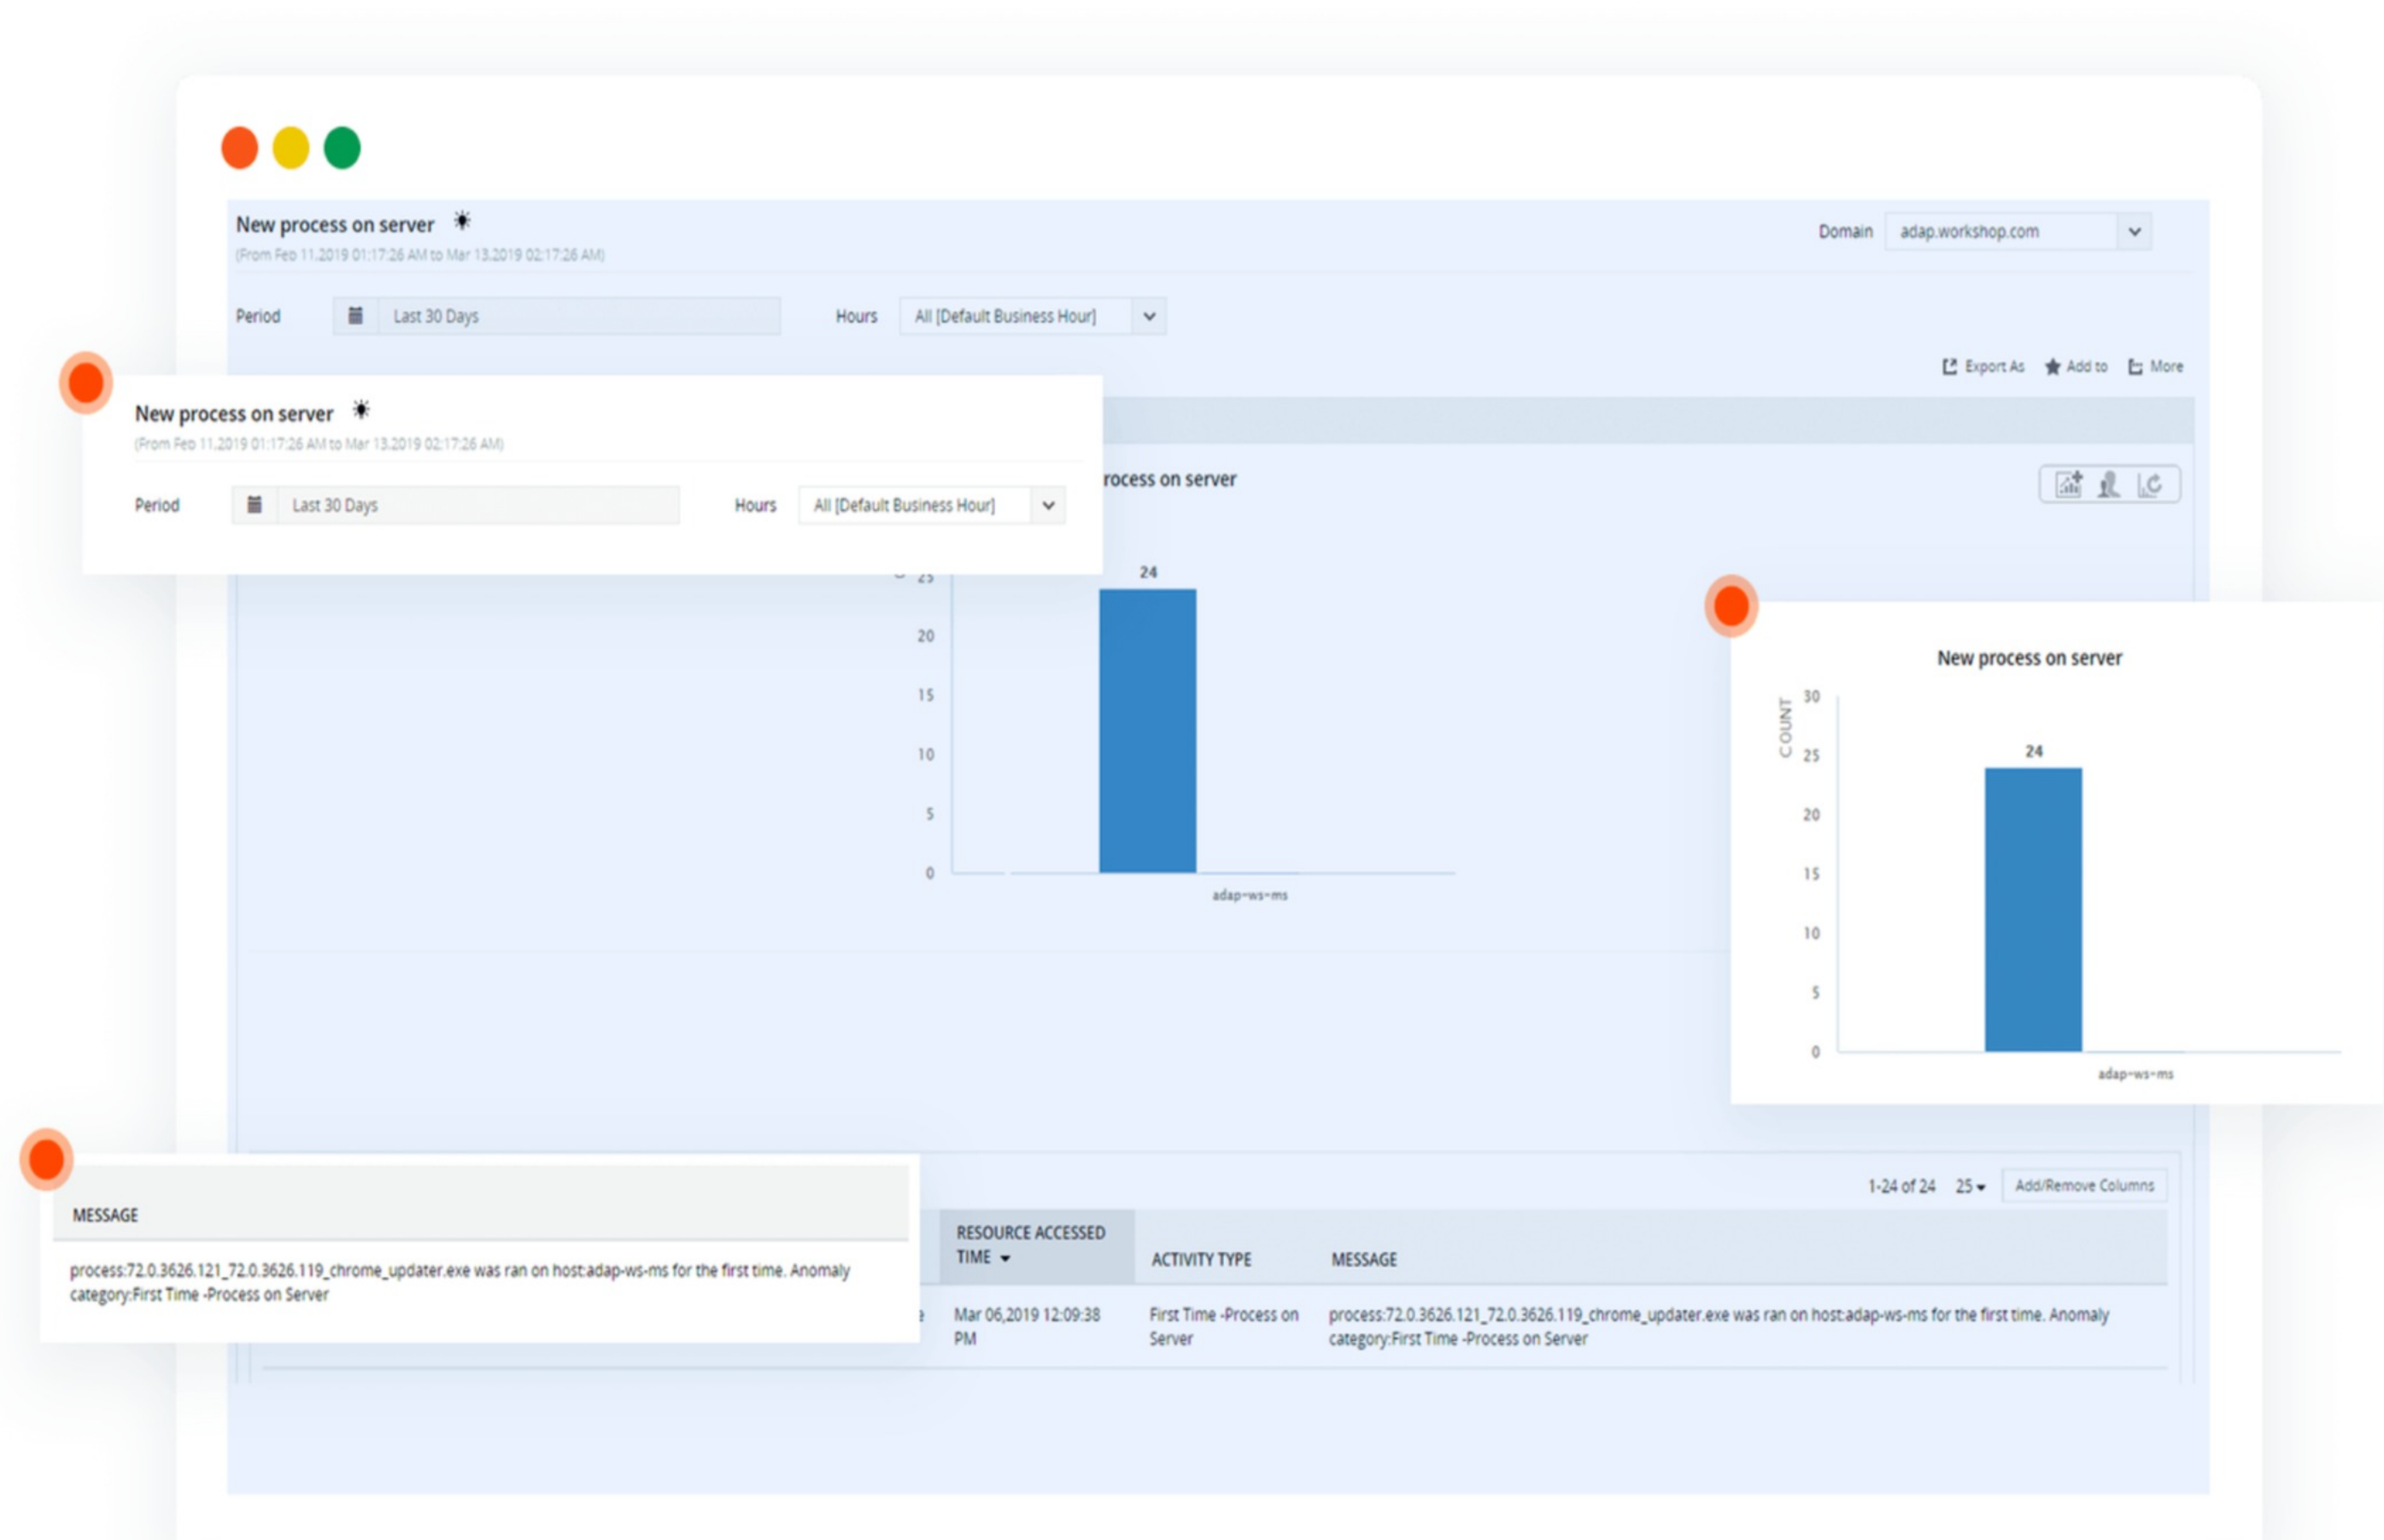 New process on server
(From Feb 11,2019 01:17:26 AM to Mar 13,2019 02:17:26 AM)
Domain adap.workshop.com
Period Last 30 Days Hours All [Default Business Hour]
Export As Add to More
New process on server
(From Feb 11,2019 01:17:26 AM to Mar 13,2019 02:17:26 AM)
Period Last 30 Days Hours All [Default Business Hour]
rocess on server
25
24
20
15
10
5
0
adap-ws-ms
New process on server
COUNT
30
25
24
20
15
10
5
0
adap-ws-ms
1-24 of 24 25 Add/Remove Columns
MESSAGE
process:72.0.3626.121_72.0.3626.119_chrome_updater.exe was ran on host:adap-ws-ms for the first time. Anomaly
category:First Time -Process on Server
RESOURCE ACCESSED
TIME ACTIVITY TYPE MESSAGE
Mar 06,2019 12:09:38 First Time -Process on process:72.0.3626.121_72.0.3626.119_chrome_updater.exe was ran on host:adap-ws-ms for the first time. Anomaly
PM Server category:First Time -Process on Server